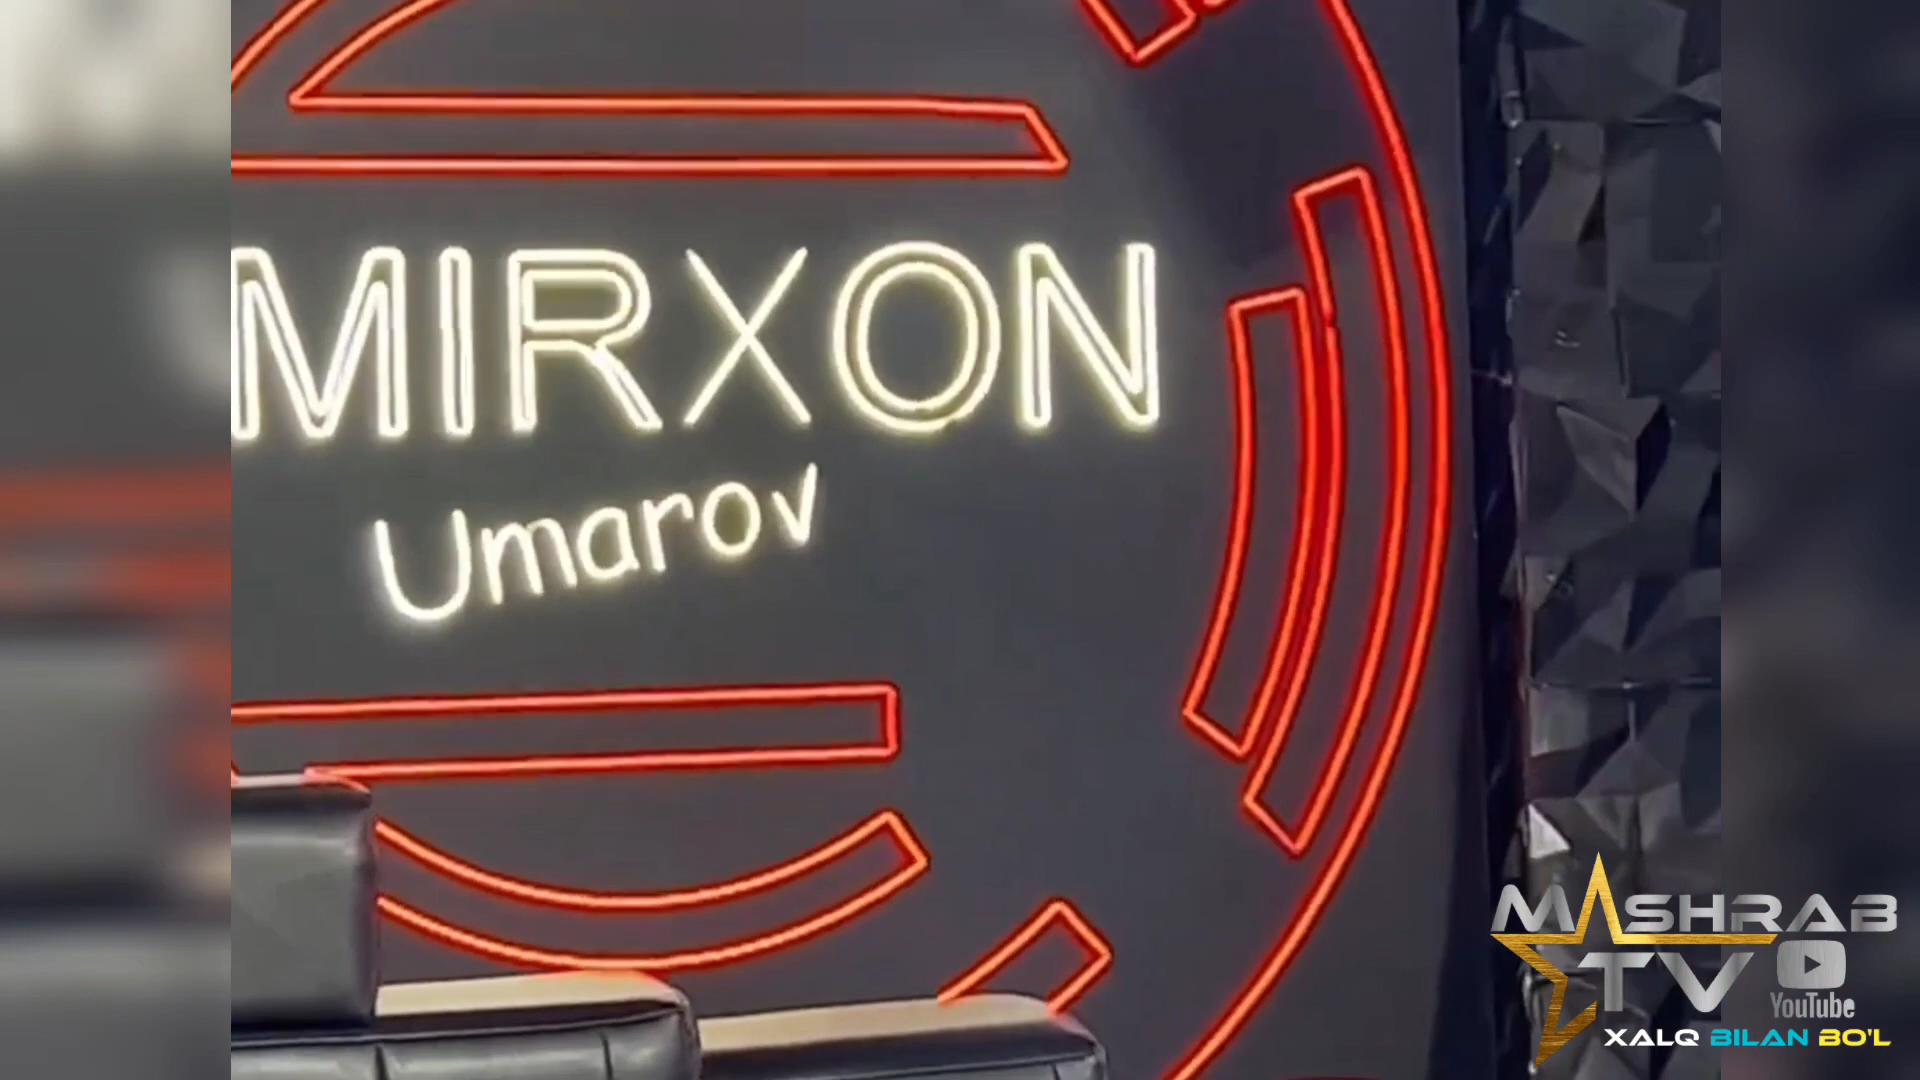 MIRXON
Umarov
MASHRAB
TV
YouTube
XALQ BILAN BO'L